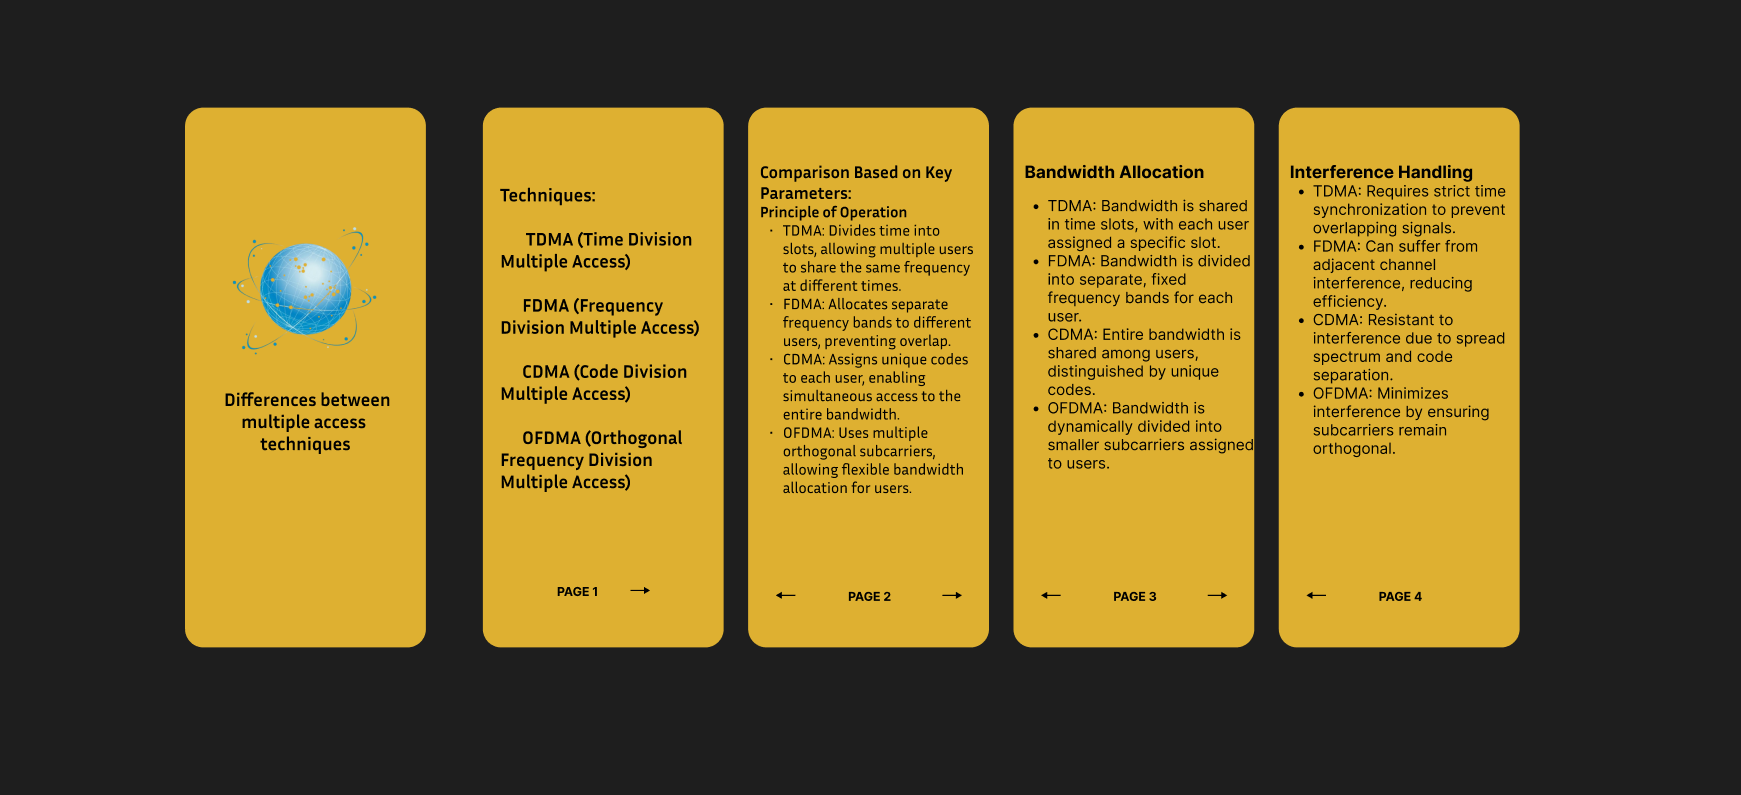 Differences between
multiple access
techniques
Techniques:
TDMA (Time Division
Multiple Access)
FDMA (Frequency
Division Multiple Access)
CDMA (Code Division
Multiple Access)
OFDMA (Orthogonal
Frequency Division
Multiple Access)
PAGE 1
Comparison Based on Key
Parameters:
Principle of Operation
· TDMA: Divides time into
slots, allowing multiple users
to share the same frequency
at different times.
· FDMA: Allocates separate
frequency bands to different
users, preventing overlap.
· CDMA: Assigns unique codes
to each user, enabling
simultaneous access to the
entire bandwidth.
· OFDMA: Uses multiple
orthogonal subcarriers,
allowing flexible bandwidth
allocation for users.
PAGE 2
Bandwidth Allocation
• TDMA: Bandwidth is shared
in time slots, with each user
assigned a specific slot.
• FDMA: Bandwidth is divided
into separate, fixed
frequency bands for each
user.
• CDMA: Entire bandwidth is
shared among users,
distinguished by unique
codes.
• OFDMA: Bandwidth is
dynamically divided into
smaller subcarriers assigned
to users.
PAGE 3
Interference Handling
• TDMA: Requires strict time
synchronization to prevent
overlapping signals.
• FDMA: Can suffer from
adjacent channel
interference, reducing
efficiency.
• CDMA: Resistant to
interference due to spread
spectrum and code
separation.
• OFDMA: Minimizes
interference by ensuring
subcarriers remain
orthogonal.
PAGE 4